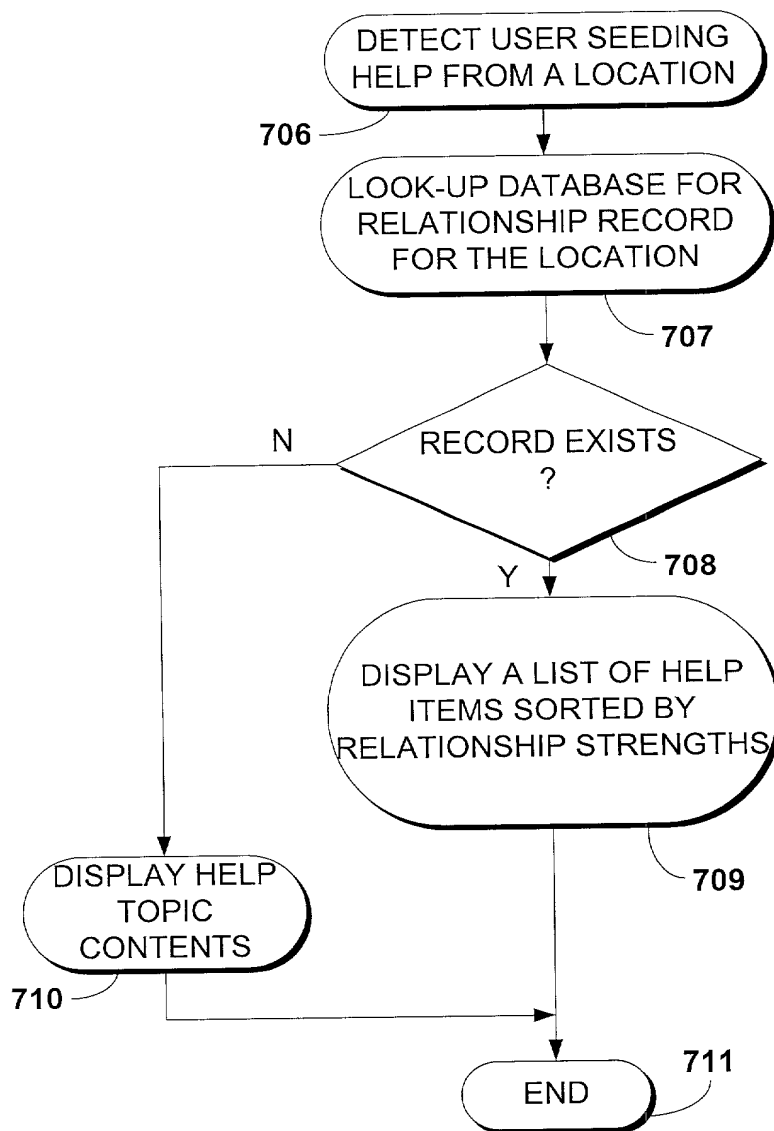 DETECT USER SEEDING
HELP FROM A LOCATION
706
LOOK-UP DATABASE FOR
RELATIONSHIP RECORD
FOR THE LOCATION
707
RECORD EXISTS
?
N
708
Y
DISPLAY A LIST OF HELP
ITEMS SORTED BY
RELATIONSHIP STRENGTHS
709
DISPLAY HELP
TOPIC
CONTENTS
710
711
END